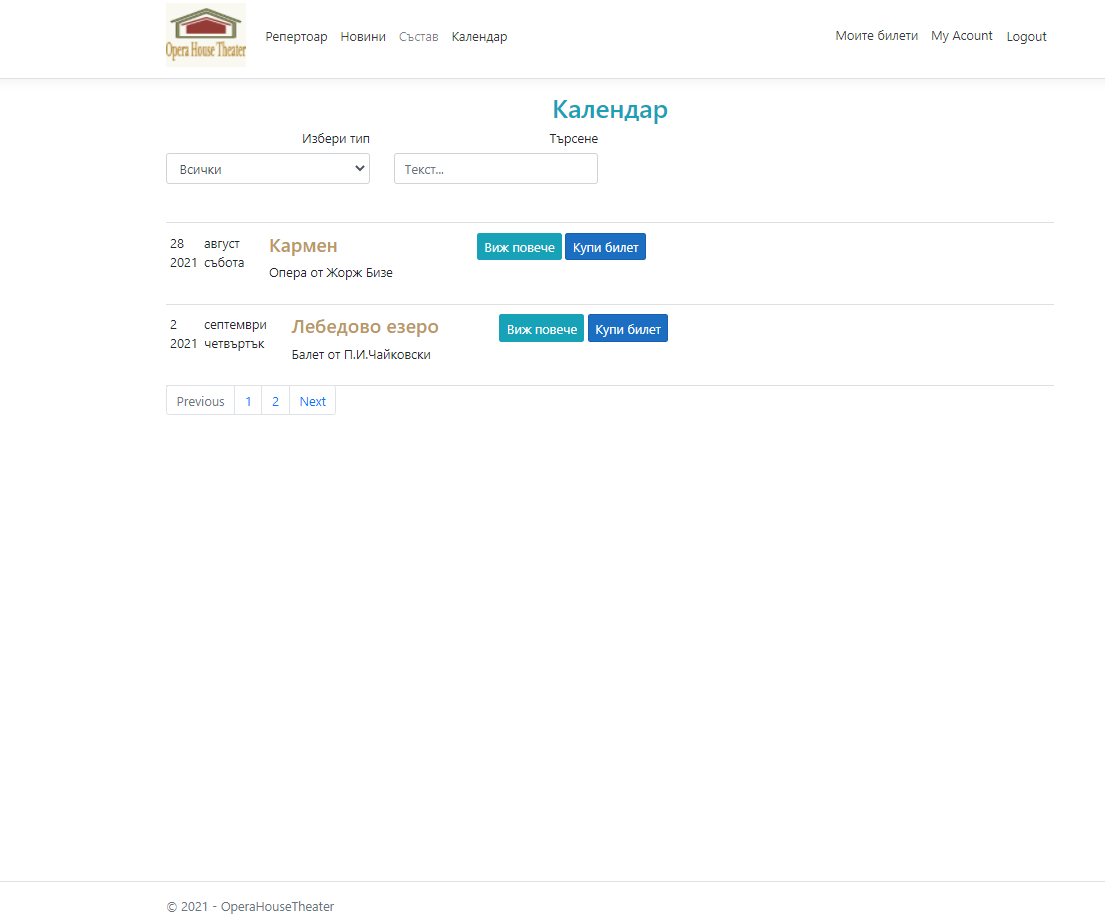 Opera House Theater
Репертоар Новини Състав Календар Моите билети My Acount Logout
Календар
Избери тип Търсене
Всички Текст...
28 август Кармен Виж повече Купи билет
2021 събота
Опера от Жорж Бизе
2 септември Лебедово езеро Виж повече Купи билет
2021 четвъртък
Балет от П.И.Чайковски
Previous 1 2 Next
© 2021 - OperaHouseTheater